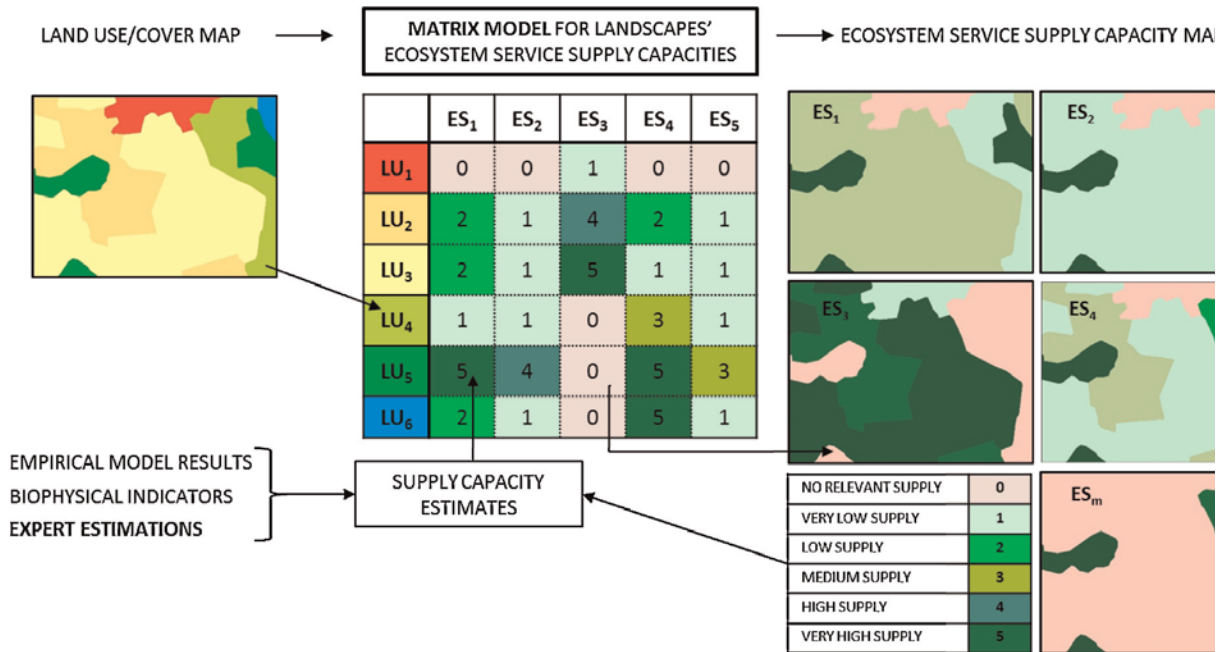 LAND USE/COVER MAP
MATRIX MODEL FOR LANDSCAPES'
ECOSYSTEM SERVICE SUPPLY CAPACITIES
ECOSYSTEM SERVICE SUPPLY CAPACITY MA
ES1 ES2 ES3 ES4 ES5
LU1 0 0 1 0 0
LU2 2 1 4 2 1
LU3 2 1 5 1 1
LU4 1 1 0 3 1
LU5 5 4 0 5 3
LU6 2 1 0 5 1
ES1
ES2
ES3
ES4
ESm
EMPIRICAL MODEL RESULTS
BIOPHYSICAL INDICATORS
EXPERT ESTIMATIONS
SUPPLY CAPACITY
ESTIMATES
NO RELEVANT SUPPLY 0
VERY LOW SUPPLY 1
LOW SUPPLY 2
MEDIUM SUPPLY 3
HIGH SUPPLY 4
VERY HIGH SUPPLY 5